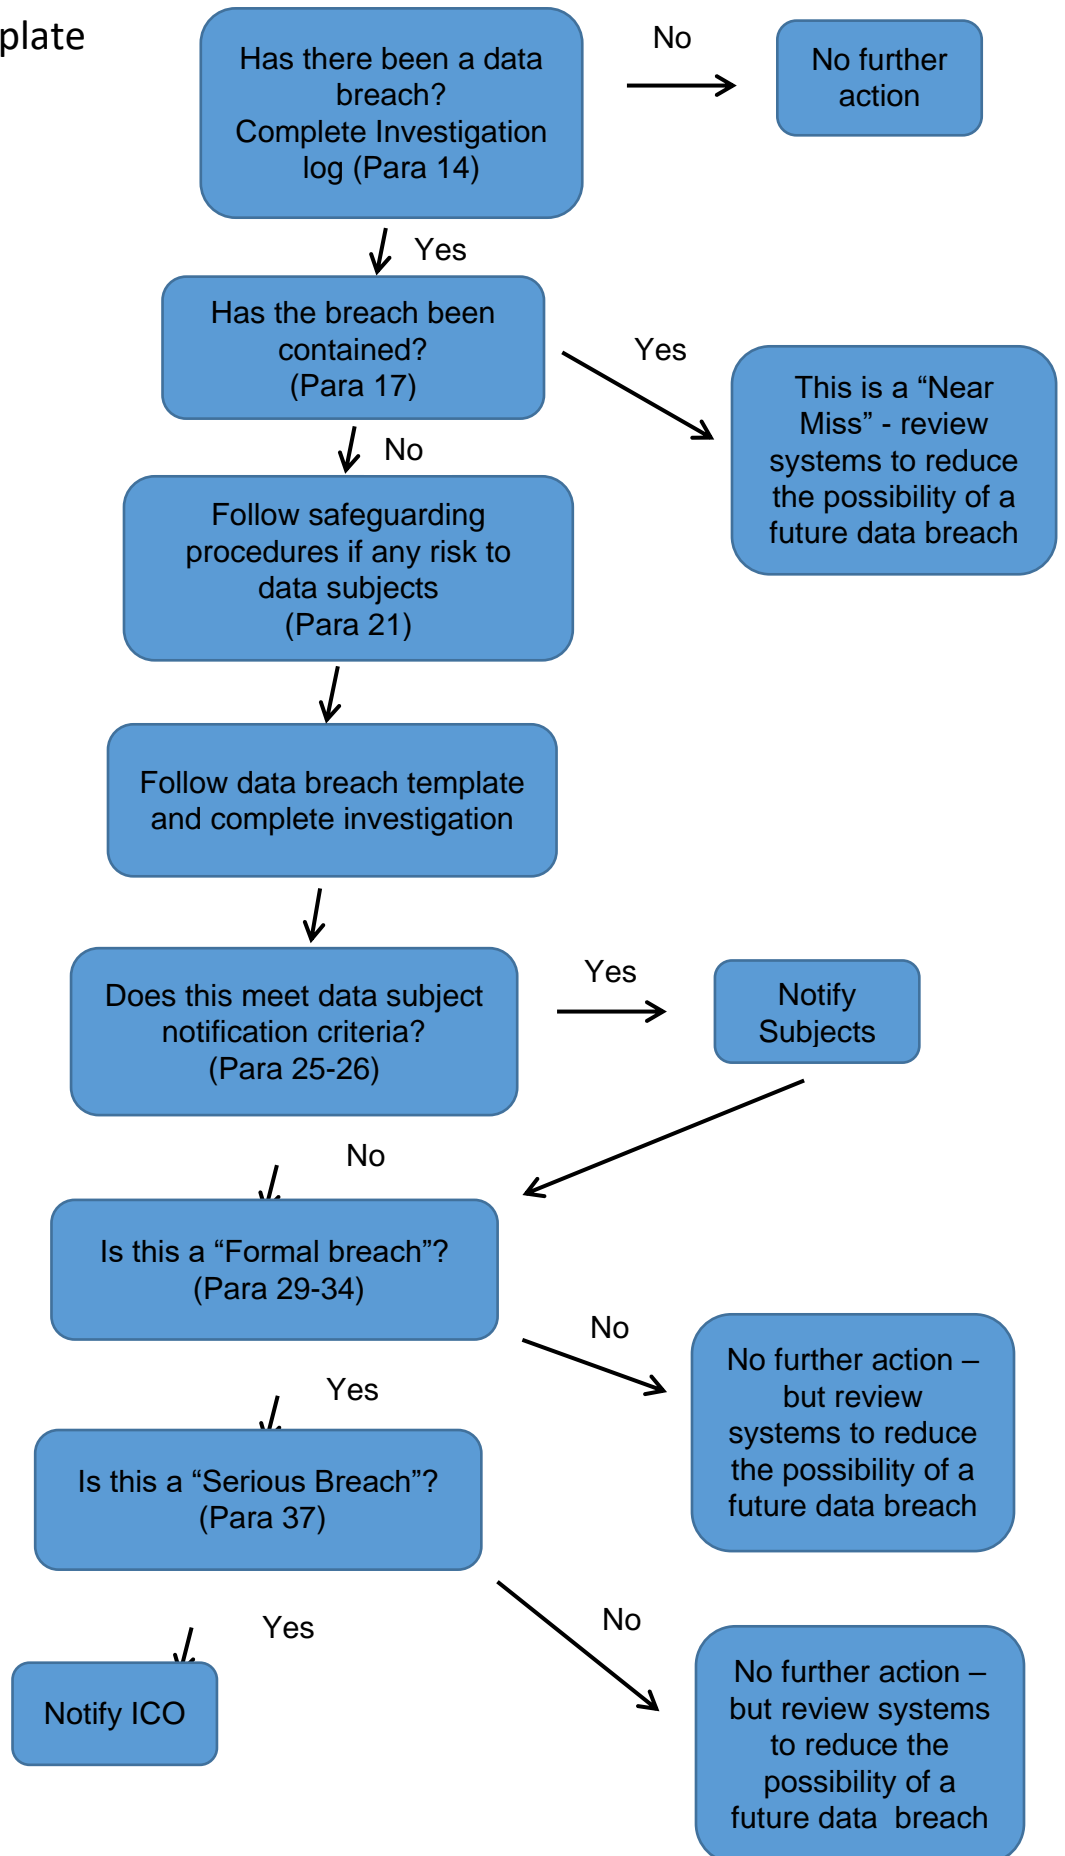 plate
Has there been a data
breach?
Complete Investigation
log (Para 14)
No
No further
action
Yes
Has the breach been
contained?
(Para 17)
Yes
This is a “Near
Miss” - review
systems to reduce
the possibility of a
future data breach
No
Follow safeguarding
procedures if any risk to
data subjects
(Para 21)
Follow data breach template
and complete investigation
Does this meet data subject
notification criteria?
(Para 25-26)
Yes
Notify
Subjects
No
Is this a “Formal breach”?
(Para 29-34)
No
No further action –
but review
systems to reduce
the possibility of a
future data breach
Yes
Is this a “Serious Breach”?
(Para 37)
No
No further action –
but review systems
to reduce the
possibility of a
future data  breach
Yes
Notify ICO